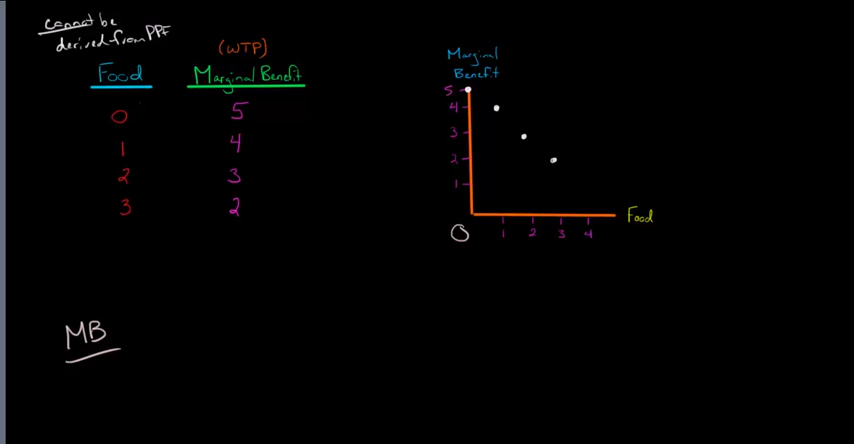 cannot be
derived from PPF
(WTP)
Food Marginal Benefit
0 5
1 4
2 3
3 2
MB
Marginal
Benefit
5
4
3
2
1
0
1 2 3 4
Food